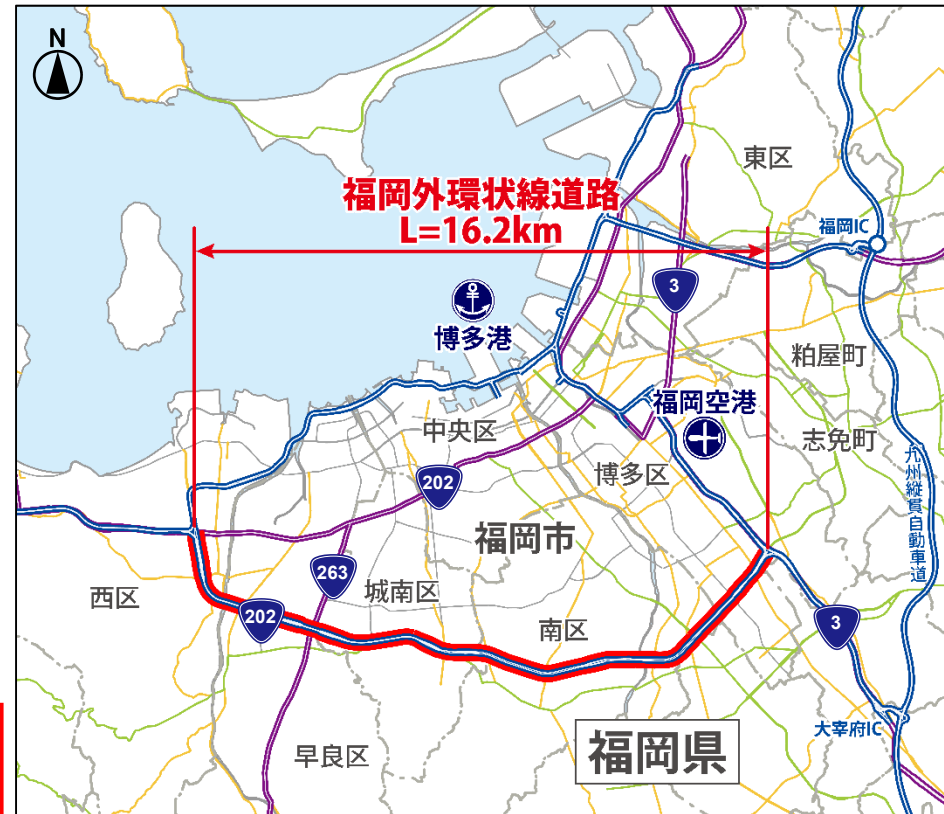 N
東区
福岡外環状線道路
L=16.2km
福岡IC
3
博多港
粕屋町
福岡空港
中央区
志免町
博多区
202
九州縦貫自動車道
福岡市
263
西区
城南区
202
南区
3
大宰府IC
早良区
福岡県